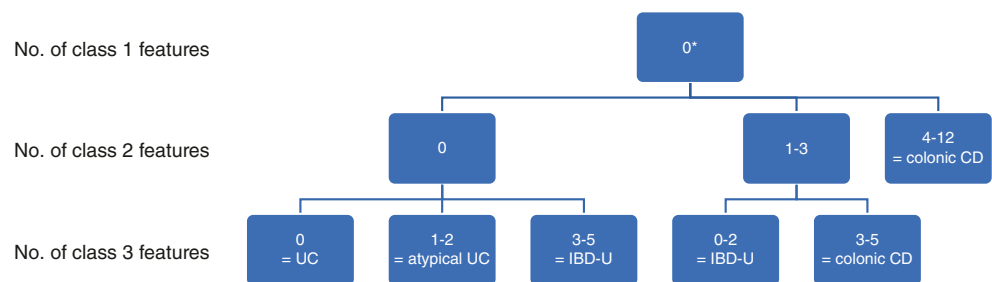 No. of class 1 features
0*
No. of class 2 features
0
1-3
4-12
= colonic CD
No. of class 3 features
0
= UC
1-2
= atypical UC
3-5
= IBD-U
0-2
= IBD-U
3-5
= colonic CD